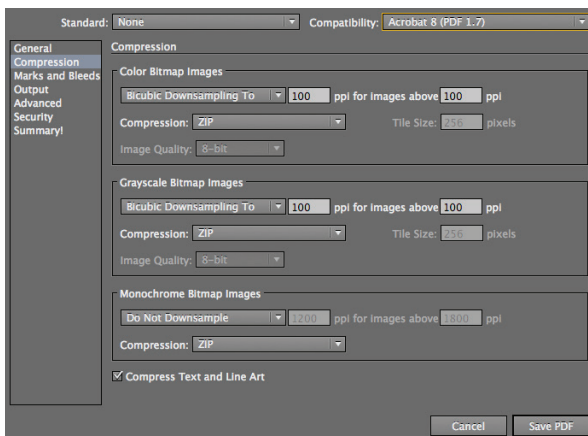 Standard: None Compatibility: Acrobat 8 (PDF 1.7)
General
Compression
Marks and Bleeds
Output
Advanced
Security
Summary!
Compression
Color Bitmap Images
Bicubic Downsampling To 100 ppi for images above 100 ppi
Compression: ZIP Tile Size: 256 pixels
Image Quality: 8-bit
Grayscale Bitmap Images
Bicubic Downsampling To 100 ppi for images above 100 ppi
Compression: ZIP Tile Size: 256 pixels
Image Quality: 8-bit
Monochrome Bitmap Images
Do Not Downsample 1200 ppi for images above 1800 ppi
Compression: ZIP
Compress Text and Line Art
Cancel Save PDF